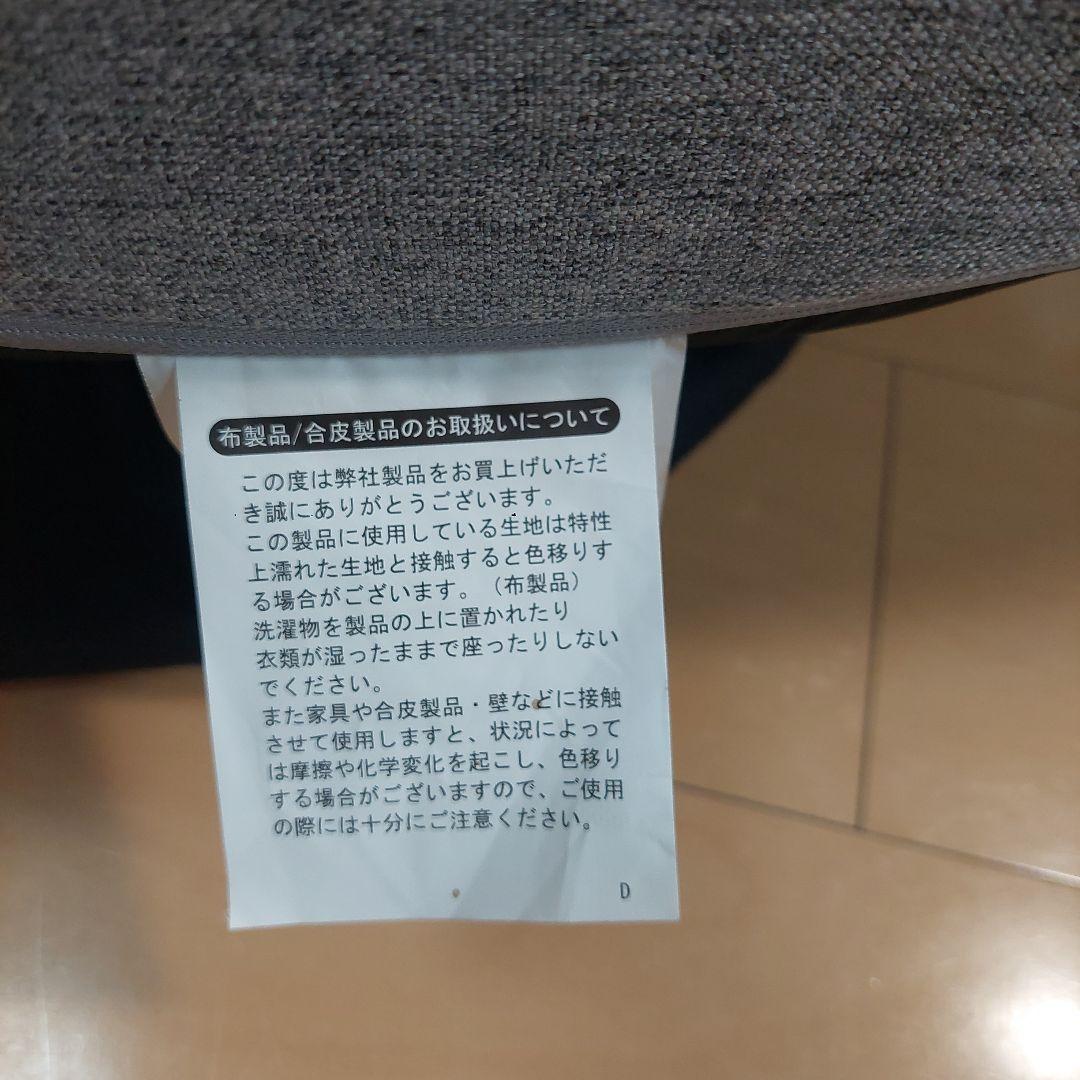 布製品/合皮製品のお取扱いについて
この度は弊社製品をお買上げいただ
き誠にありがとうございます。
この製品に使用している生地は特性
上濡れた生地と接触すると色移りす
る場合がございます。（布製品）
洗濯物を製品の上に置かれたり
衣類が湿ったままで座ったりしない
でください。
また家具や合皮製品・壁などに接触
させて使用しますと、状況によって
は摩擦や化学変化を起こし、色移り
する場合がございますので、ご使用
の際には十分にご注意ください。
D